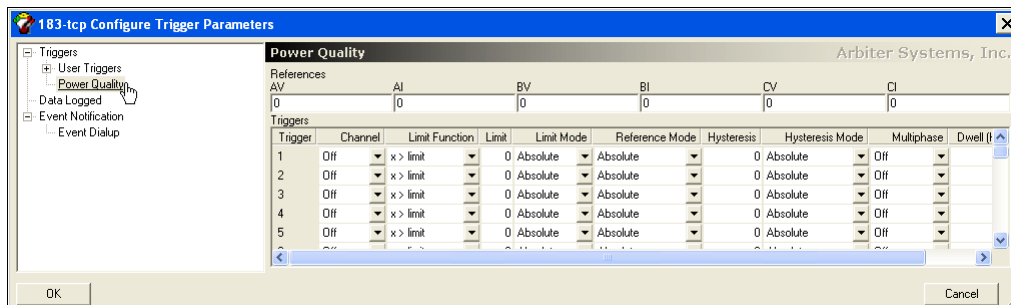 183-tcp Configure Trigger Parameters
Triggers
User Triggers
Power Quality
Data Logged
Event Notification
Event Dialup
Power Quality Arbiter Systems, Inc.
References
AV AI BV BI CV CI
0 0 0 0 0 0
Triggers
Trigger Channel Limit Function Limit Limit Mode Reference Mode Hysteresis Hysteresis Mode Multiphase Dwell
1 Off x > limit 0 Absolute Absolute 0 Absolute Off
2 Off x > limit 0 Absolute Absolute 0 Absolute Off
3 Off x > limit 0 Absolute Absolute 0 Absolute Off
4 Off x > limit 0 Absolute Absolute 0 Absolute Off
5 Off x > limit 0 Absolute Absolute 0 Absolute Off
OK Cancel